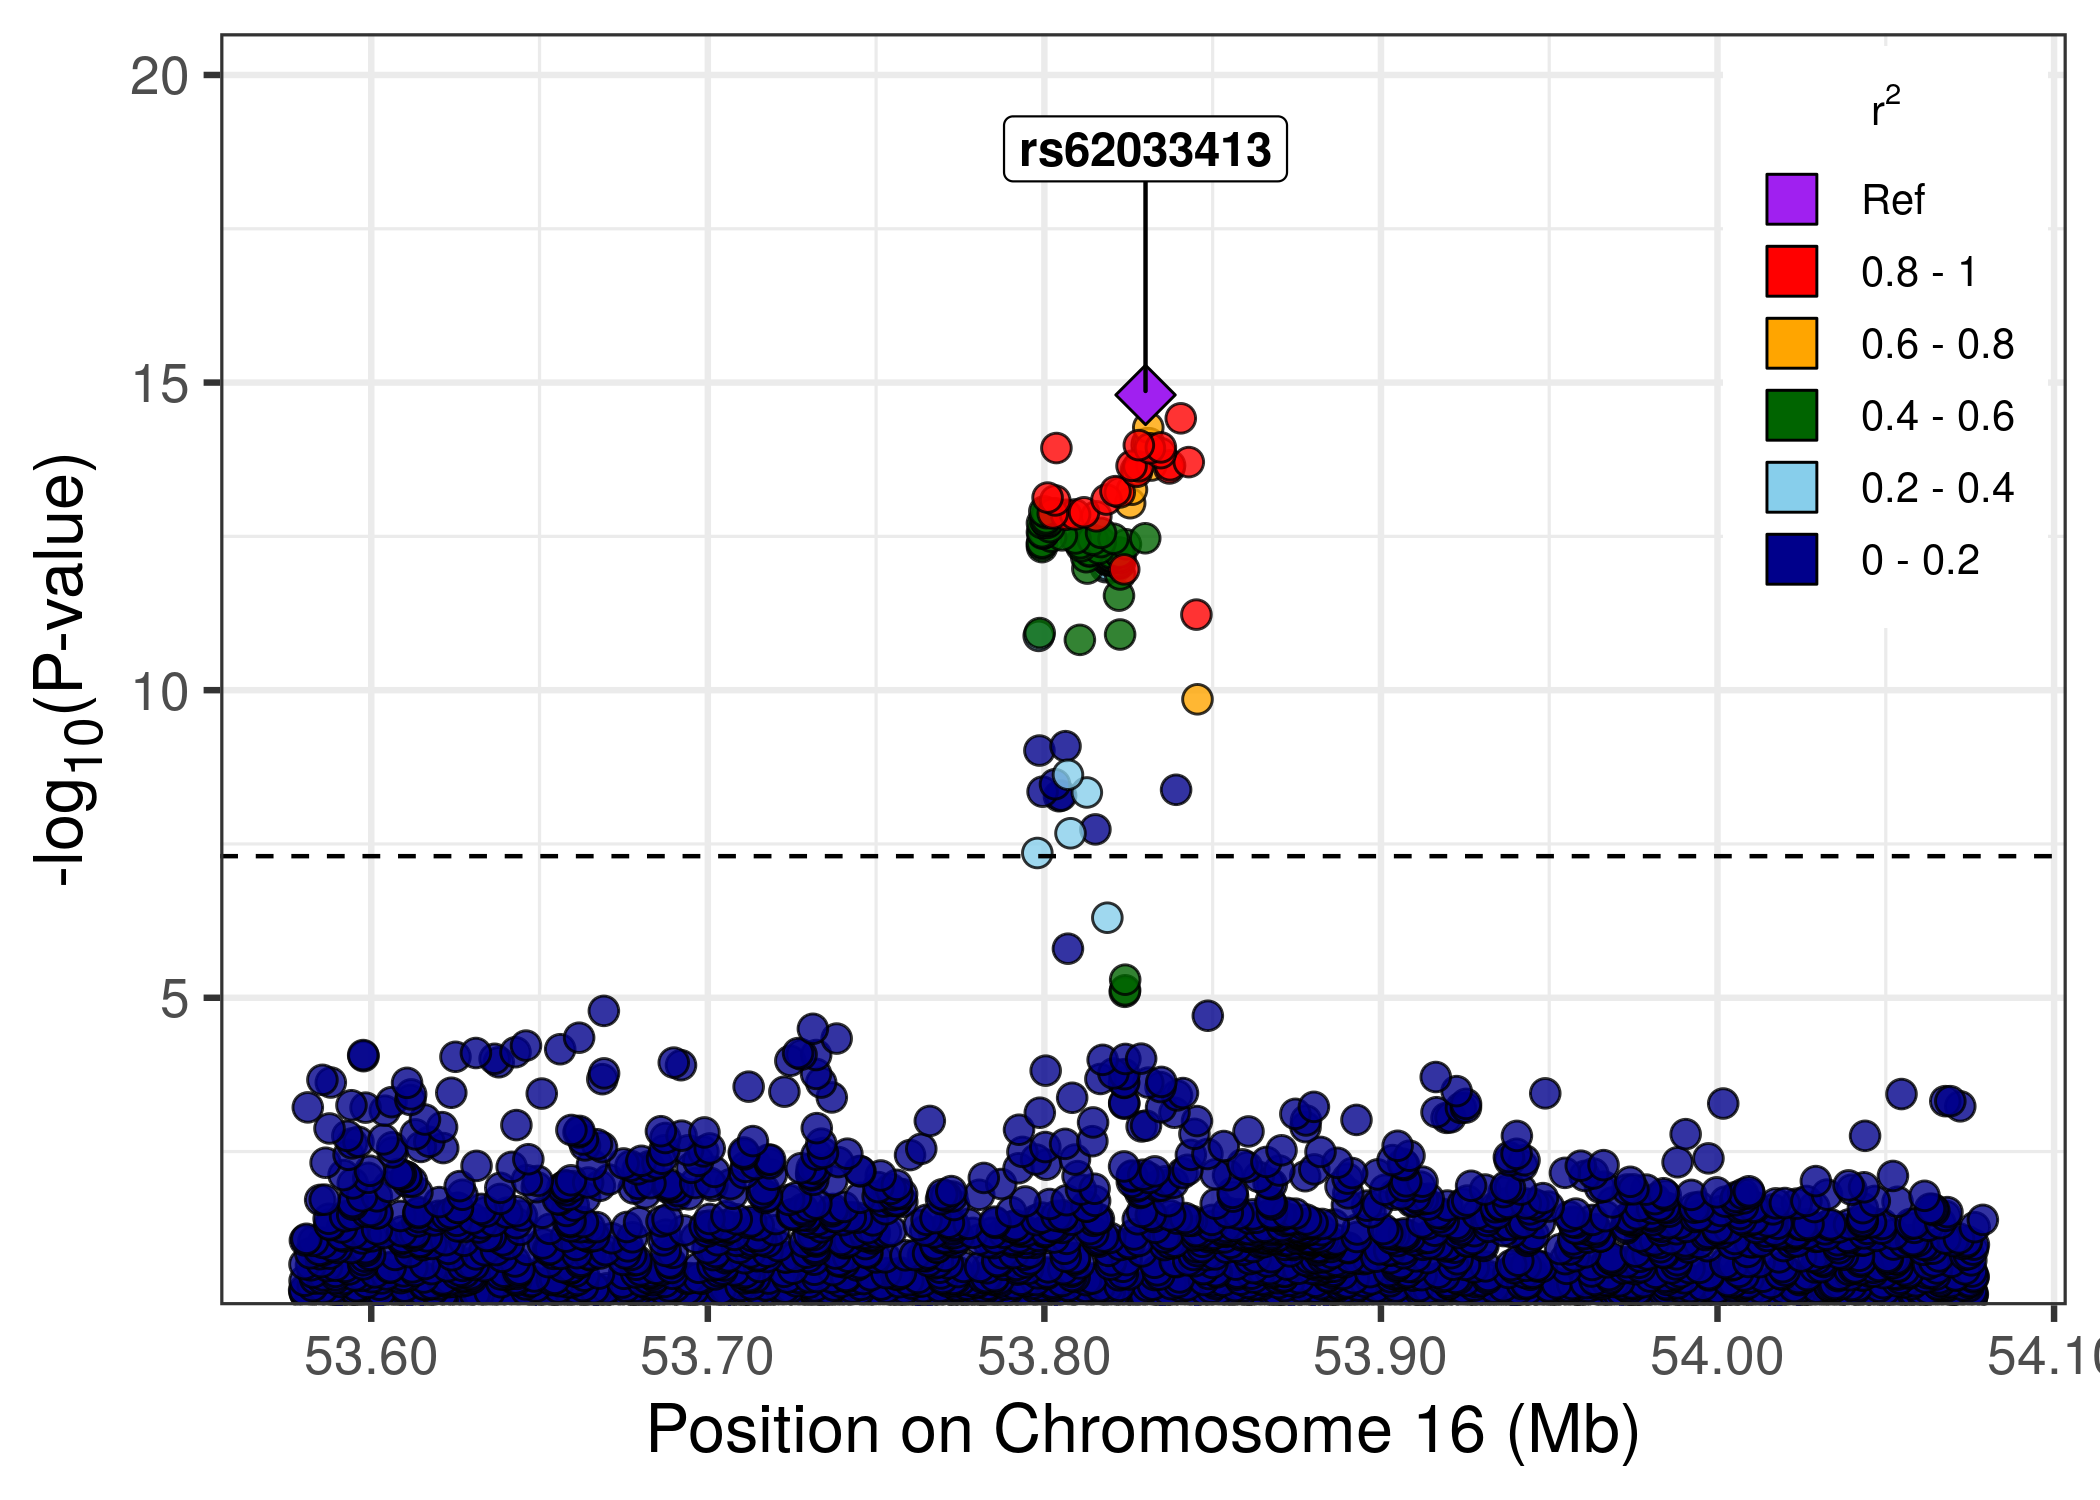 20
15
10
5
-log10(P-value)
rs62033413
r2
Ref
0.8 - 1
0.6 - 0.8
0.4 - 0.6
0.2 - 0.4
0 - 0.2
53.60 53.70 53.80 53.90 54.00 54.10
Position on Chromosome 16 (Mb)